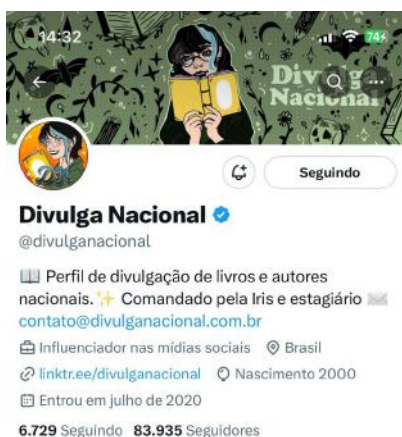 14:32
74
Divulga
Nacional
Seguindo
Divulga Nacional
@divulganacional
📖 Perfil de divulgação de livros e autores
nacionais.✨ Comandado pela Iris e estagiário ✉️
contato@divulganacional.com.br
Influenciador nas mídias sociais Brasil
linktr.ee/divulganacional Nascimento 2000
Entrou em julho de 2020
6.729 Seguindo 83.935 Seguidores